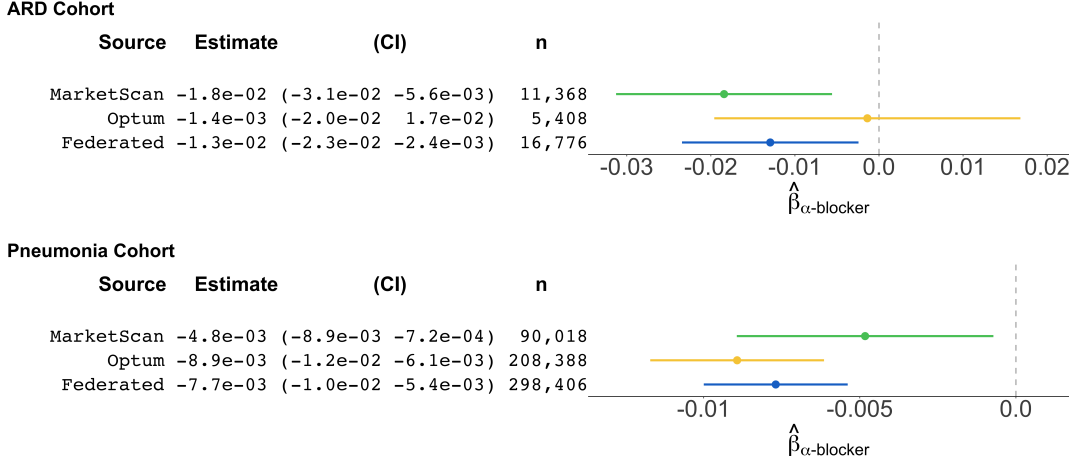 ARD Cohort
Source Estimate (CI) n
MarketScan -1.8e-02 (-3.1e-02 -5.6e-03) 11,368
Optum -1.4e-03 (-2.0e-02 1.7e-02) 5,408
Federated -1.3e-02 (-2.3e-02 -2.4e-03) 16,776
-0.03 -0.02 -0.01 0.0 0.01 0.02
β̂α-blocker
Pneumonia Cohort
Source Estimate (CI) n
MarketScan -4.8e-03 (-8.9e-03 -7.2e-04) 90,018
Optum -8.9e-03 (-1.2e-02 -6.1e-03) 208,388
Federated -7.7e-03 (-1.0e-02 -5.4e-03) 298,406
-0.01 -0.005 0.0
β̂α-blocker